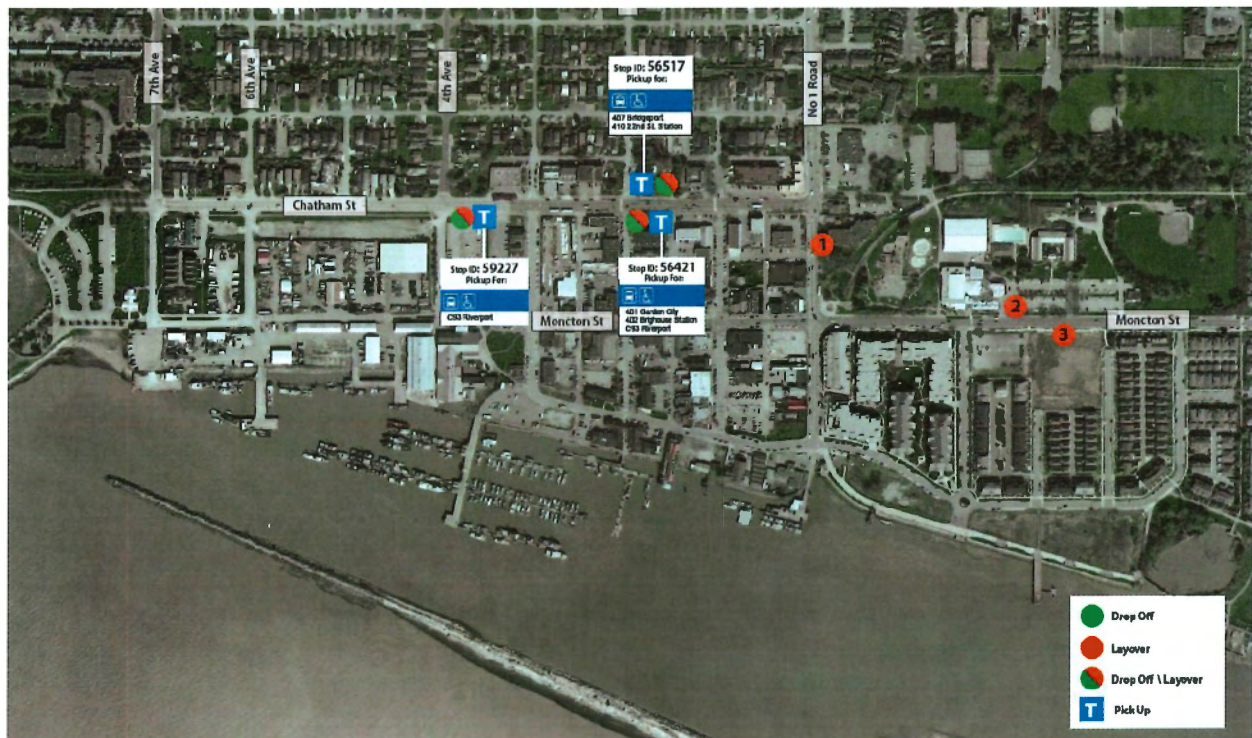 7th Ave
6th Ave
4th Ave
No 1 Road
Stop ID: 56517
Pickup for:
407 Bridgeport
410 22nd St. Station
Chatham St
T
T
T
1
Stop ID: 59227
Pickup For:
C93 Riverport
Stop ID: 56421
Pickup For:
401 Garden City
402 Brighouse Station
C93 Riverport
Moncton St
2
3
Moncton St
Drop Off
Layover
Drop Off \ Layover
T
Pick Up